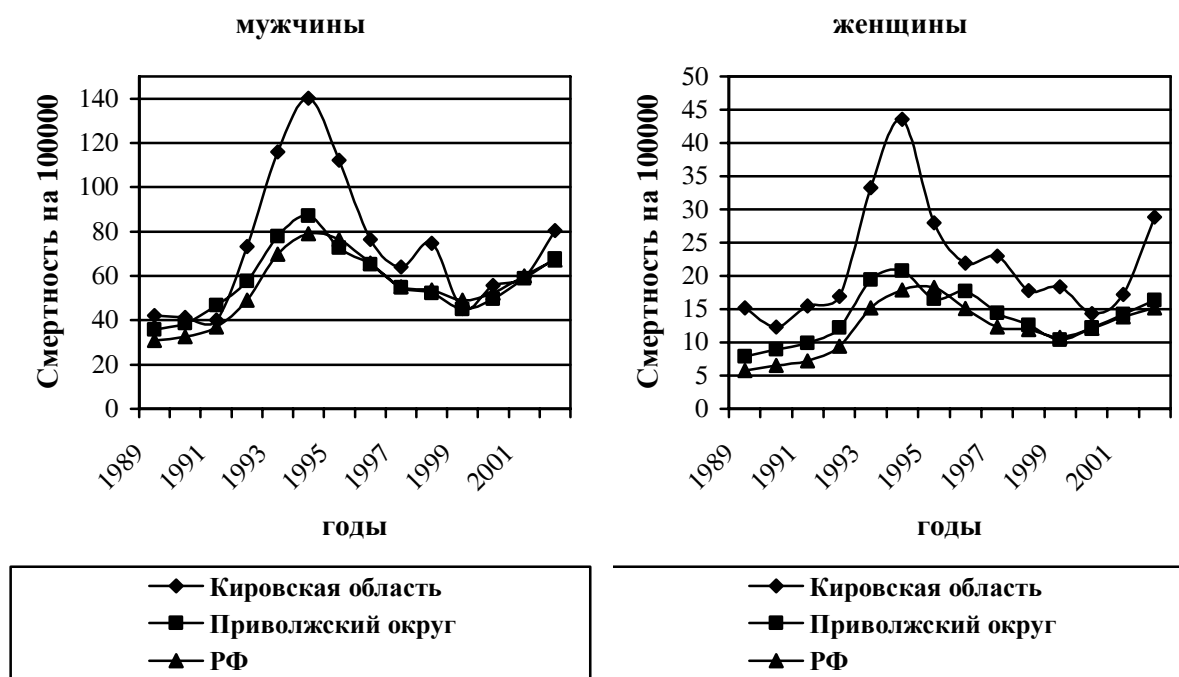 мужчины
Смертность на 100000
140
120
100
80
60
40
20
0
1989
1991
1993
1995
1997
1999
2001
годы
Кировская область
Приволжский округ
РФ
женщины
Смертность на 100000
50
45
40
35
30
25
20
15
10
5
0
1989
1991
1993
1995
1997
1999
2001
годы
Кировская область
Приволжский округ
РФ